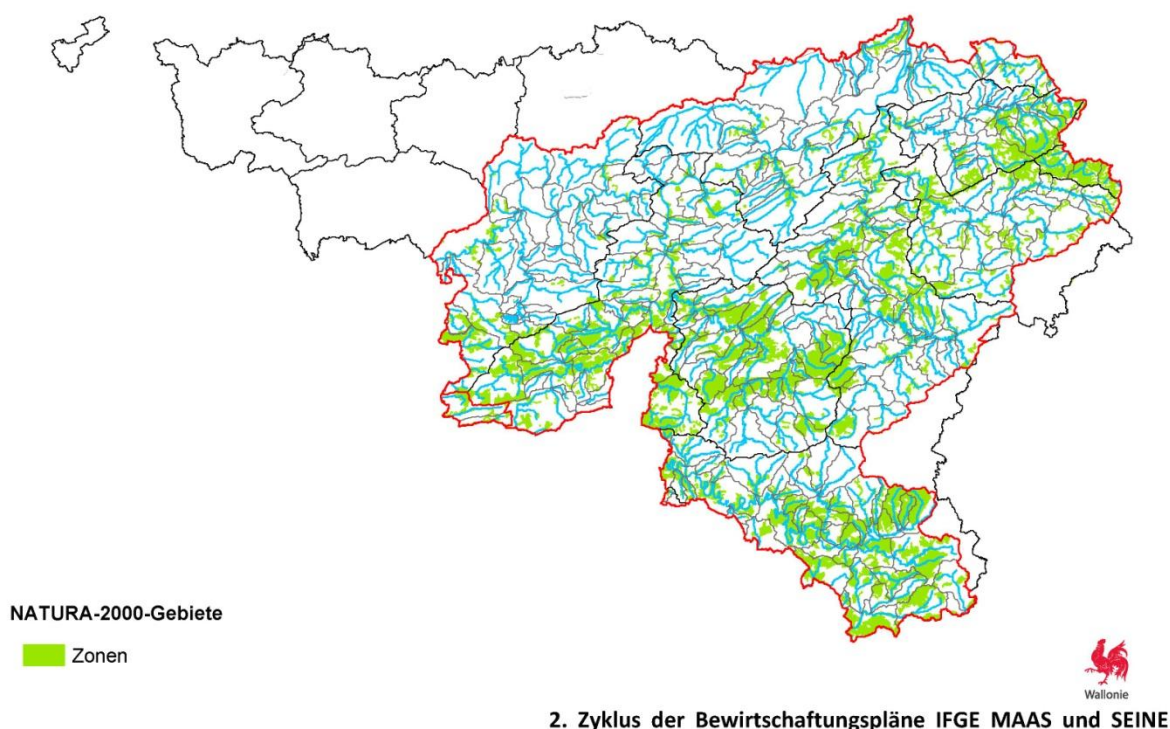 NATURA-2000-Gebiete
Zonen
Wallonie
2. Zyklus der Bewirtschaftungspläne IFGE MAAS und SEINE